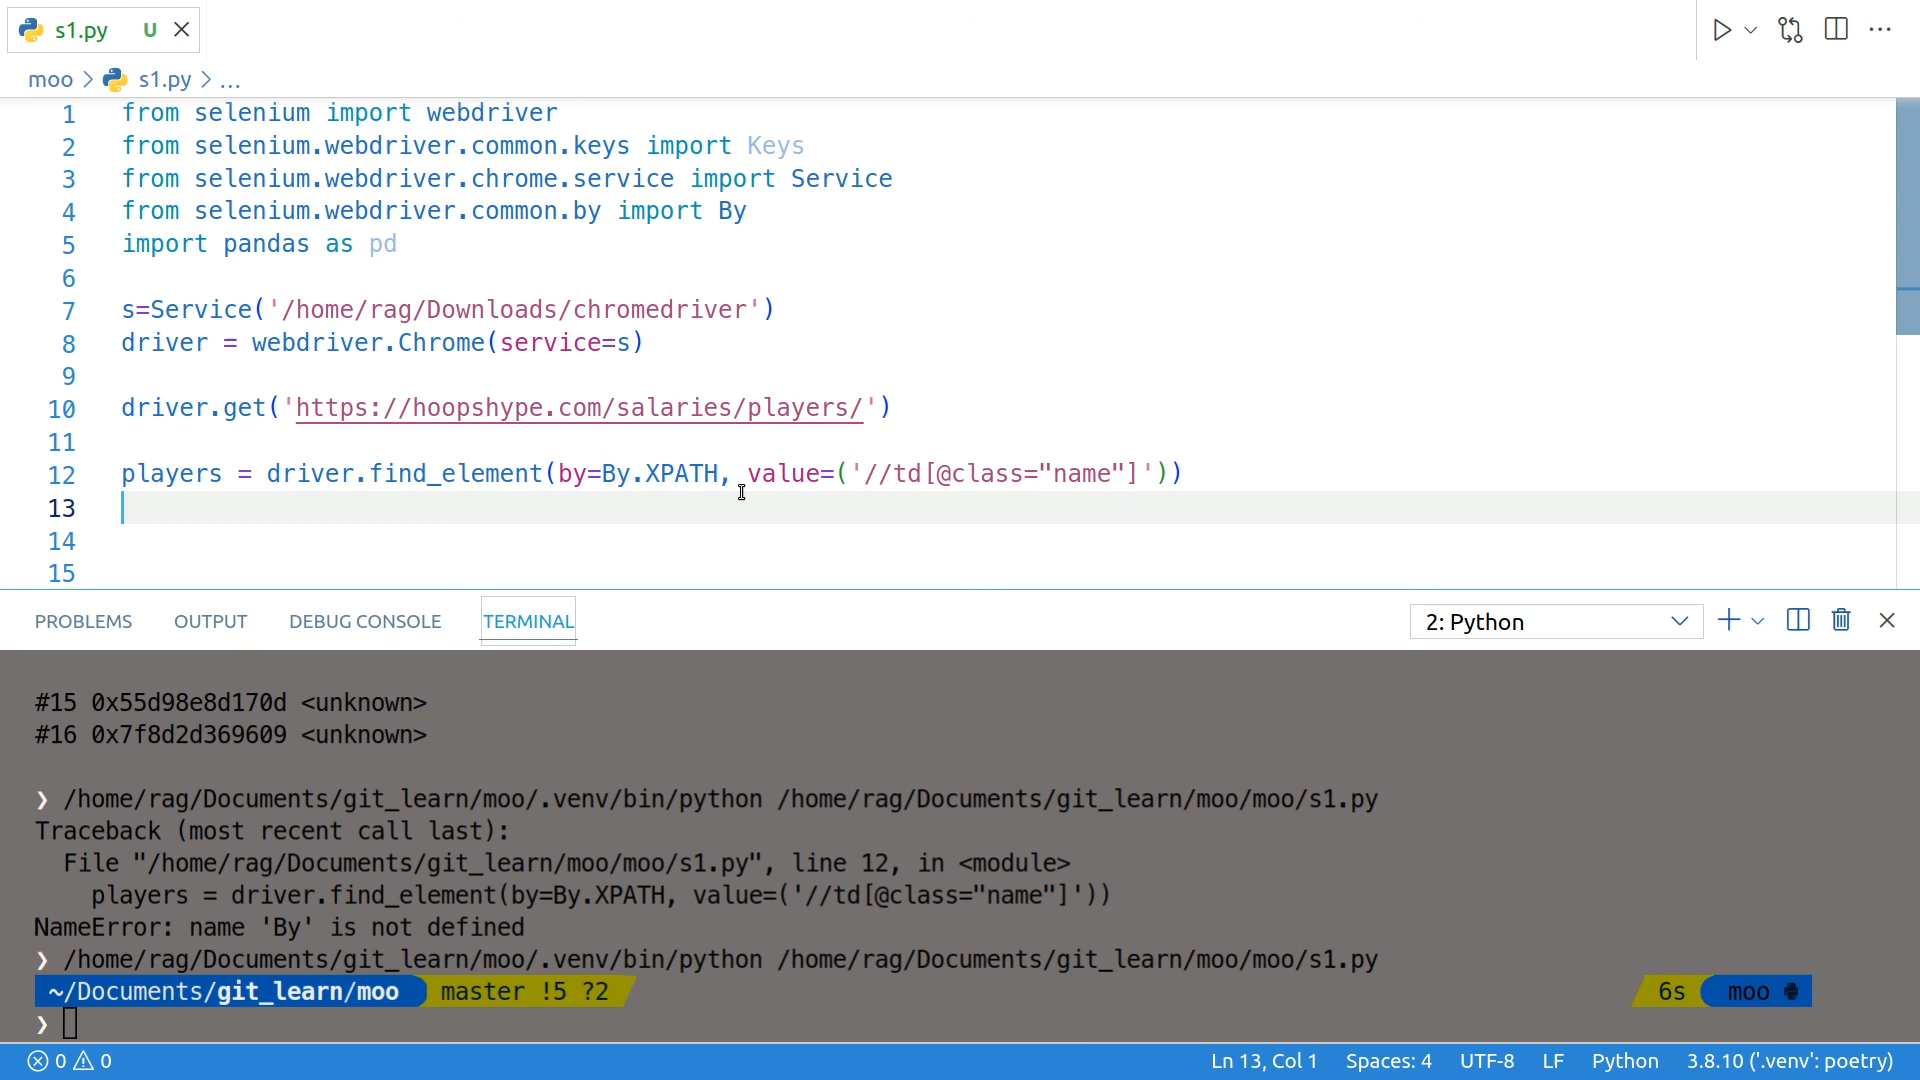 s1.py U
moo > s1.py > ...
1 from selenium import webdriver
2 from selenium.webdriver.common.keys import Keys
3 from selenium.webdriver.chrome.service import Service
4 from selenium.webdriver.common.by import By
5 import pandas as pd
6
7 s=Service('/home/rag/Downloads/chromedriver')
8 driver = webdriver.Chrome(service=s)
9
10 driver.get('https://hoopshype.com/salaries/players/')
11
12 players = driver.find_element(by=By.XPATH, value=('//td[@class="name"]'))
13
14
15
PROBLEMS OUTPUT DEBUG CONSOLE TERMINAL 2: Python
#15 0x55d98e8d170d <unknown>
#16 0x7f8d2d369609 <unknown>
❯ /home/rag/Documents/git_learn/moo/.venv/bin/python /home/rag/Documents/git_learn/moo/moo/s1.py
Traceback (most recent call last):
File "/home/rag/Documents/git_learn/moo/moo/s1.py", line 12, in <module>
players = driver.find_element(by=By.XPATH, value=('//td[@class="name"]'))
NameError: name 'By' is not defined
❯ /home/rag/Documents/git_learn/moo/.venv/bin/python /home/rag/Documents/git_learn/moo/moo/s1.py
~/Documents/git_learn/moo master !5 ?2 6s moo
❯
0 0 Ln 13, Col 1 Spaces: 4 UTF-8 LF Python 3.8.10 ('.venv': poetry)